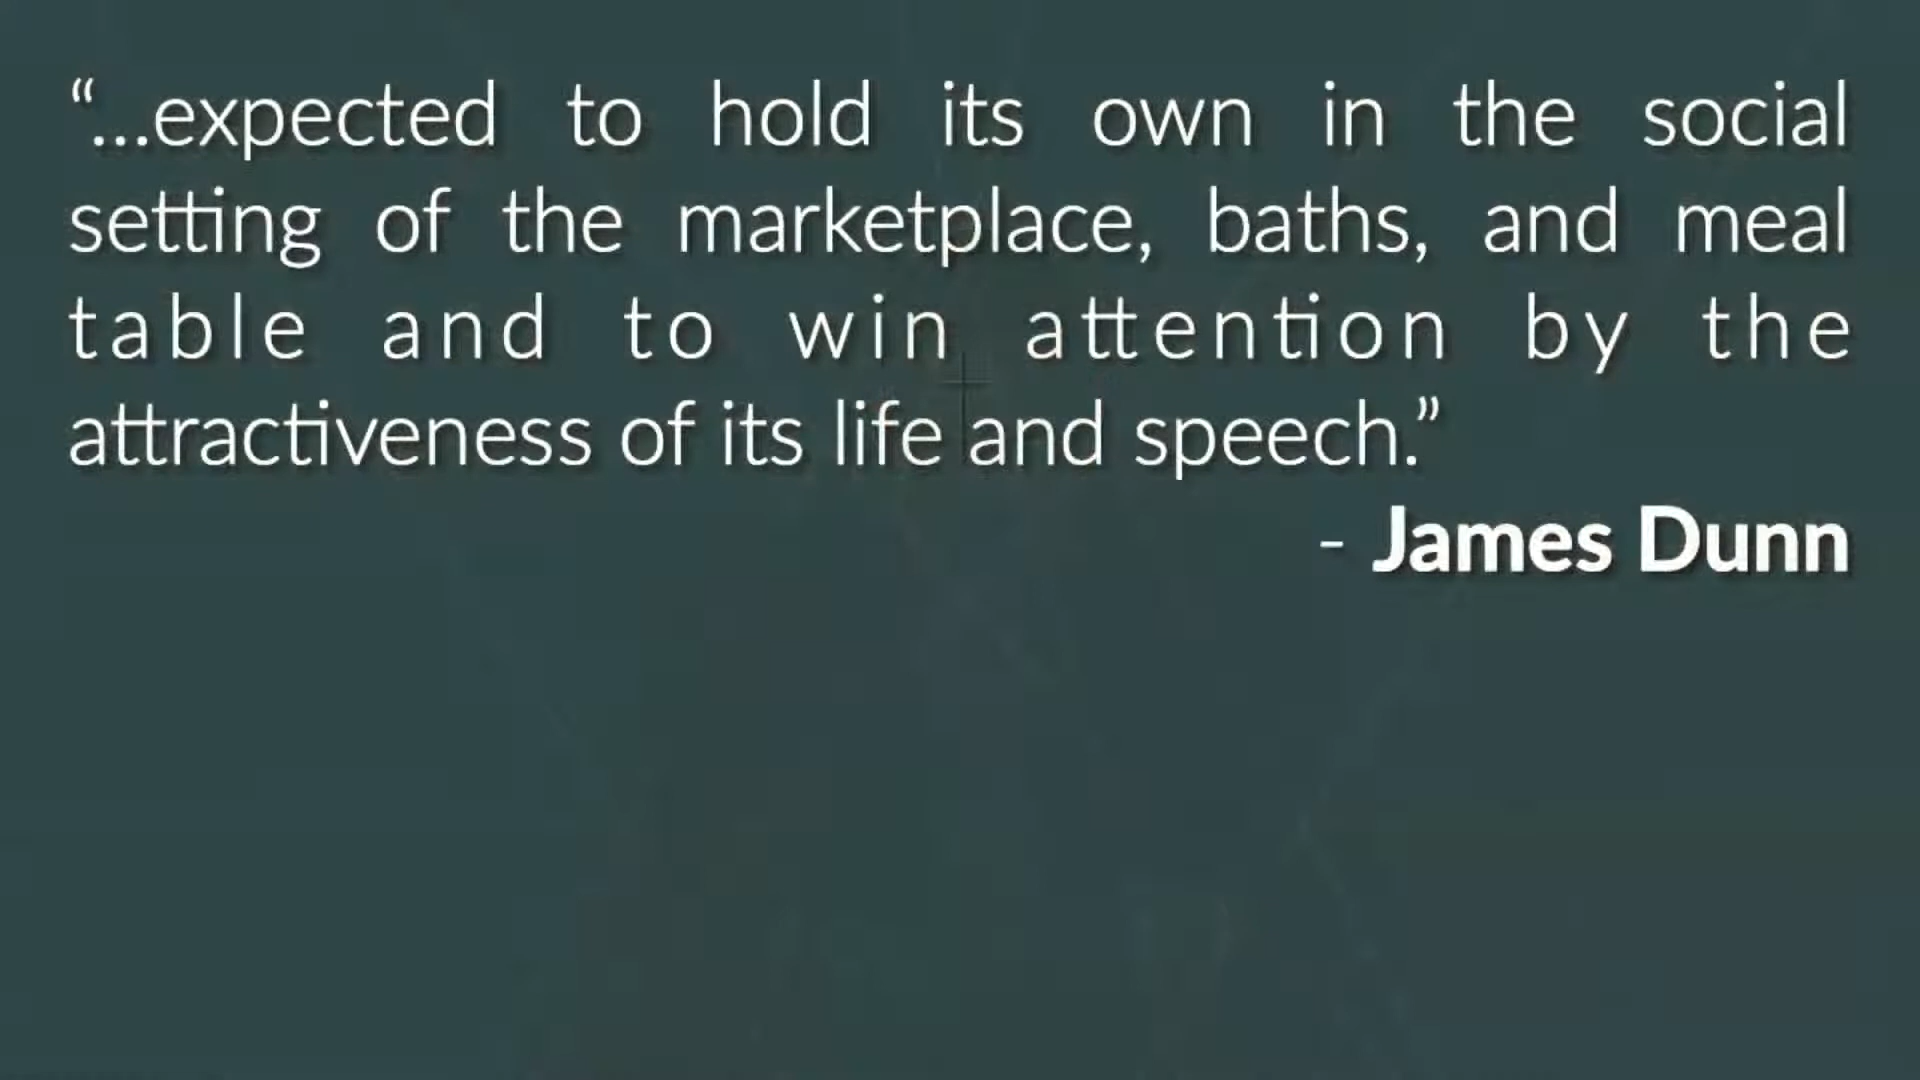 “...expected to hold its own in the social
setting of the marketplace, baths, and meal
table and to win attention by the
attractiveness of its life and speech.”
- James Dunn